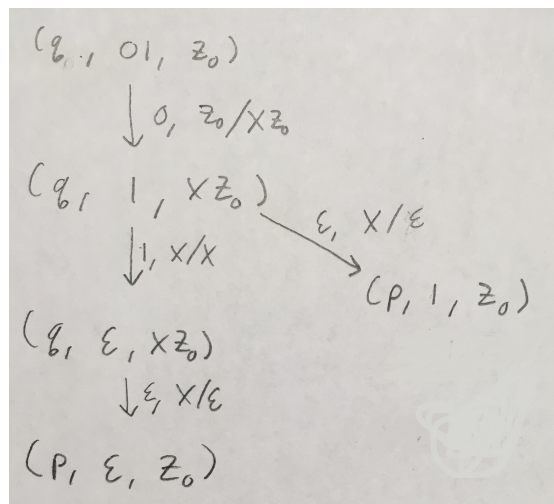 (q, 01, z₀)
0, z₀/xz₀
(q, 1, xz₀)
ε, x/ε
1, x/x
(p, 1, z₀)
(q, ε, xz₀)
ε, x/ε
(p, ε, z₀)